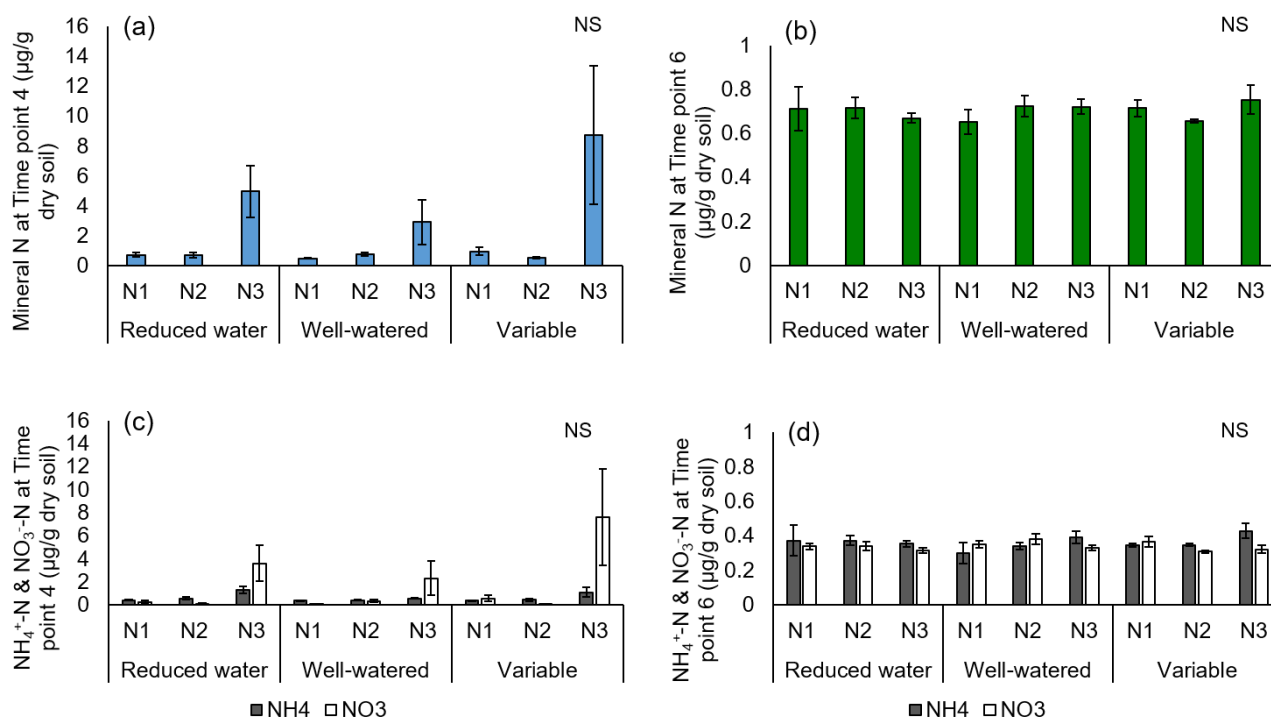 (a)
NS
Mineral N at Time point 4 (µg/g
dry soil)
16
14
12
10
8
6
4
2
0
N1 N2 N3 N1 N2 N3 N1 N2 N3
Reduced water Well-watered Variable
(b)
NS
Mineral N at Time point 6
(µg/g dry soil)
1
0.8
0.6
0.4
0.2
0
N1 N2 N3 N1 N2 N3 N1 N2 N3
Reduced water Well-watered Variable
(c)
NS
NH₄⁺-N & NO₃⁻-N at Time
point 4 (µg/g dry soil)
16
14
12
10
8
6
4
2
0
N1 N2 N3 N1 N2 N3 N1 N2 N3
Reduced water Well-watered Variable
NH4 NO3
(d)
NS
NH₄⁺-N & NO₃⁻-N at Time
point 6 (µg/g dry soil)
1
0.8
0.6
0.4
0.2
0
N1 N2 N3 N1 N2 N3 N1 N2 N3
Reduced water Well-watered Variable
NH4 NO3